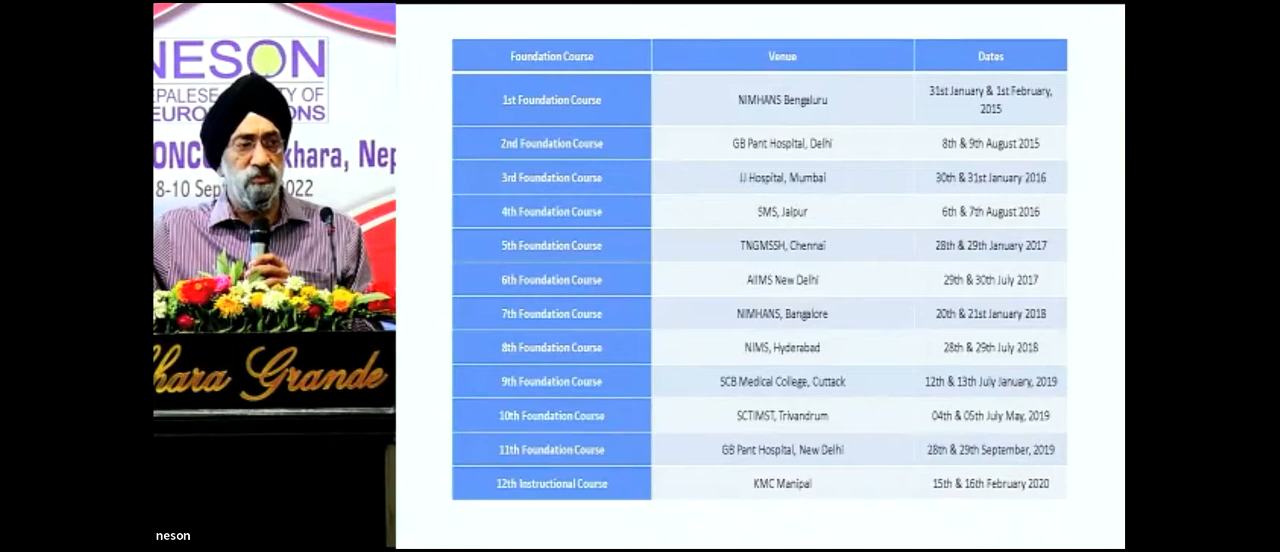 NESON
EPALESE
TY OF
EURO
ONS
ONC
khara, Nep
8-10 Sep
022
hara Grande
neson
Foundation Course Venue Dates
1st Foundation Course NIMHANS Bengaluru 31st January & 1st February,
2015
2nd Foundation Course GB Pant Hospital, Delhi 8th & 9th August 2015
3rd Foundation Course JJ Hospital, Mumbai 30th & 31st January 2016
4th Foundation Course SMS, Jaipur 6th & 7th August 2016
5th Foundation Course TNGMSSH, Chennai 28th & 29th January 2017
6th Foundation Course AIIMS New Delhi 29th & 30th July 2017
7th Foundation Course NIMHANS, Bangalore 20th & 21st January 2018
8th Foundation Course NIMS, Hyderabad 28th & 29th July 2018
9th Foundation Course SCB Medical College, Cuttack 12th & 13th July January, 2019
10th Foundation Course SCTIMST, Trivandrum 04th & 05th July May, 2019
11th Foundation Course GB Pant Hospital, New Delhi 28th & 29th September, 2019
12th Instructional Course KMC Manipal 15th & 16th February 2020